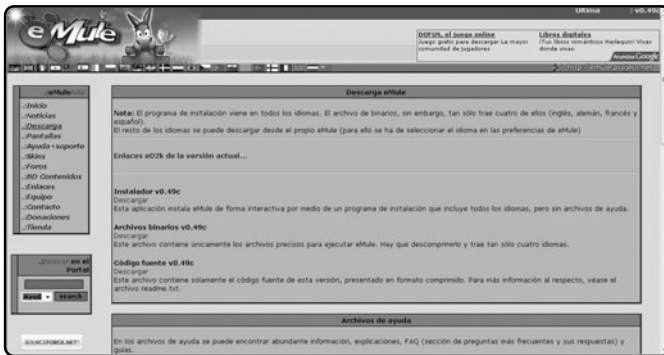 Ultima : v0.49c
eMule
DOFUS, el juego online
Juego gratis para descargar La mayor
comunidad de jugadores
Libros digitales
¡Tus libros románticos Harlequin! Vivas
donde vivas.
Anuncios Google
.:eMule
.:Inicio
.:Noticias
.:Descarga
.:Pantallas
.:Ayuda+soporte
.:Skins
.:Foros
.:BD Contenidos
.:Enlaces
.:Equipo
.:Contacto
.:Donaciones
.:Tienda
.:Buscar en el
Portal
search
SOURCEFORGE.NET
Descarga eMule
Nota: El programa de instalación viene en todos los idiomas. El archivo de binarios, sin embargo, tan sólo trae cuatro de ellos (inglés, alemán, francés y
español).
El resto de los idiomas se puede descargar desde el propio eMule (para ello se ha de seleccionar el idioma en las preferencias de eMule)
Enlaces eD2k de la versión actual...
Instalador v0.49c
Descargar
Esta aplicación instala eMule de forma interactiva por medio de un programa de instalación que incluye todos los idiomas, pero sin archivos de ayuda.
Archivos binarios v0.49c
Descargar
Este archivo contiene únicamente los archivos precisos para ejecutar eMule. Hay que descomprimirlo y trae tan sólo cuatro idiomas.
Código fuente v0.49c
Descargar
Este archivo contiene solamente el código fuente de esta versión, presentado en formato comprimido. Para más información al respecto, véase el
archivo readme.txt.
Archivos de ayuda
En los archivos de ayuda se puede encontrar abundante información, explicaciones, FAQ (sección de preguntas más frecuentes y sus respuestas) y
guías.